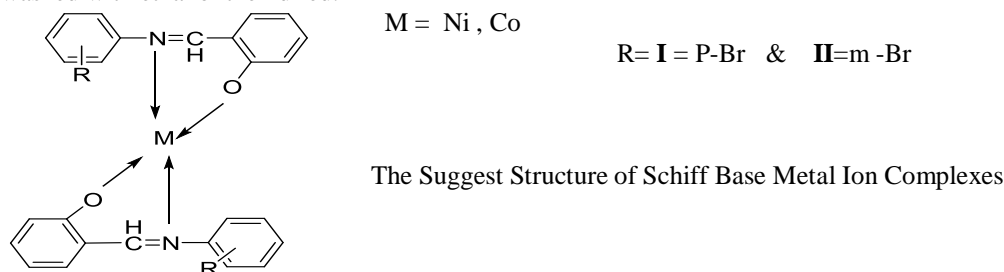 M = Ni , Co
R= I = P-Br & II=m -Br
N=C
H
R
O
M
O
H
C=N
R
The Suggest Structure of Schiff Base Metal Ion Complexes